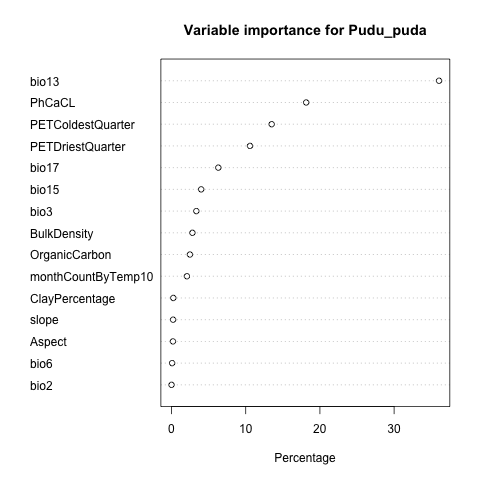 Variable importance for Pudu_puda
bio13
PhCaCL
PETColdestQuarter
PETDriestQuarter
bio17
bio15
bio3
BulkDensity
OrganicCarbon
monthCountByTemp10
ClayPercentage
slope
Aspect
bio6
bio2
0 10 20 30
Percentage